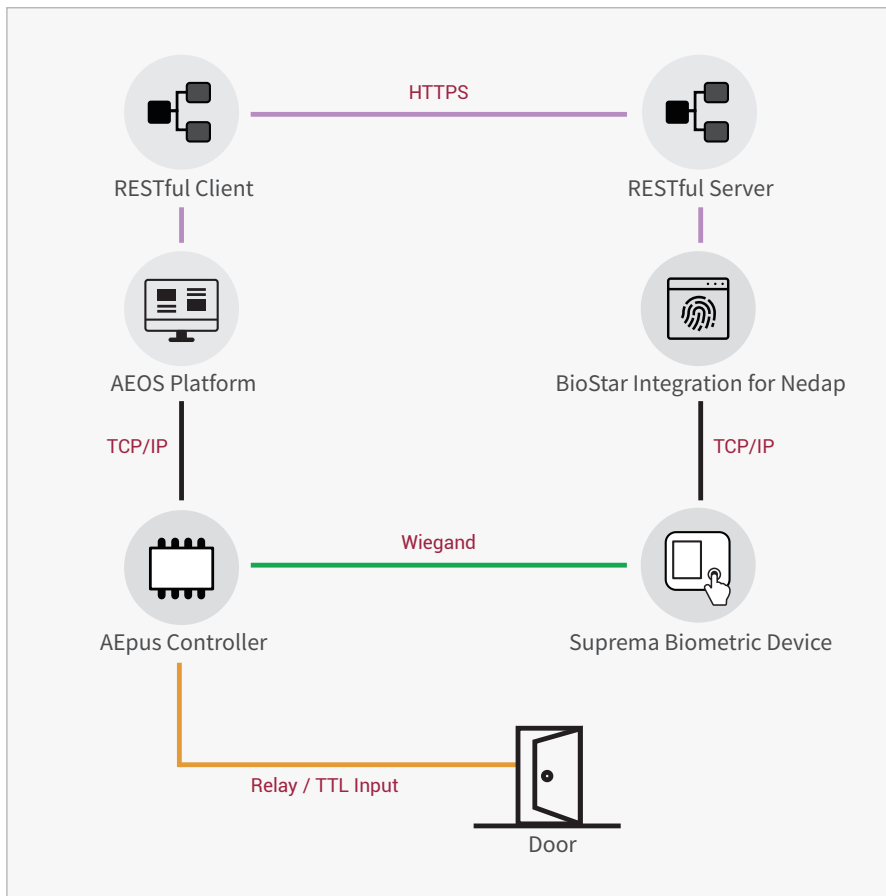 HTTPS
RESTful Client
RESTful Server
AEOS Platform
BioStar Integration for Nedap
TCP/IP
TCP/IP
Wiegand
AEpus Controller
Suprema Biometric Device
Relay / TTL Input
Door